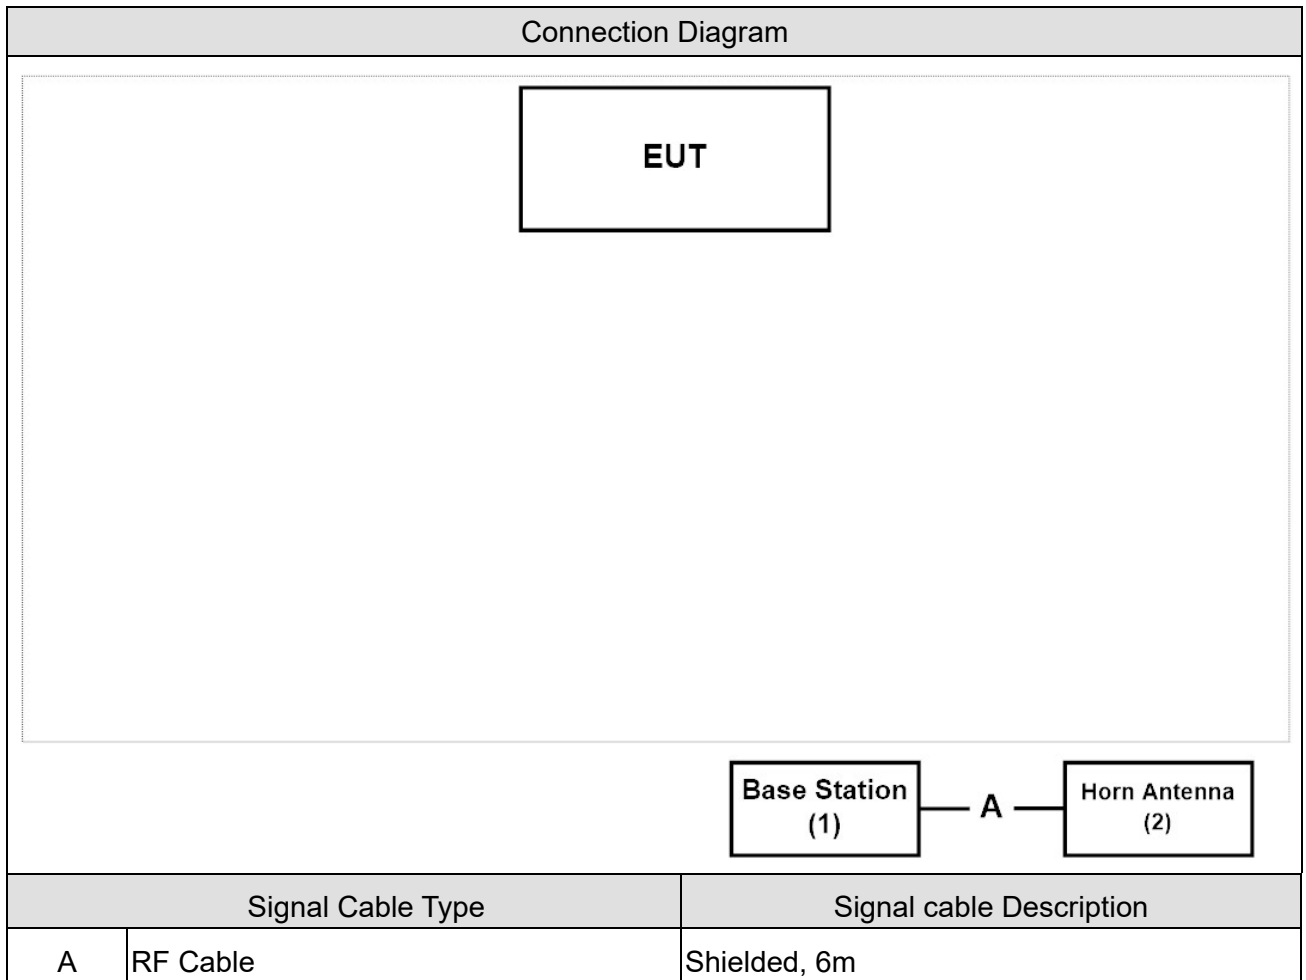 Connection Diagram
EUT
Base Station
(1)
A
Horn Antenna
(2)
Signal Cable Type
Signal cable Description
A
RF Cable
Shielded, 6m